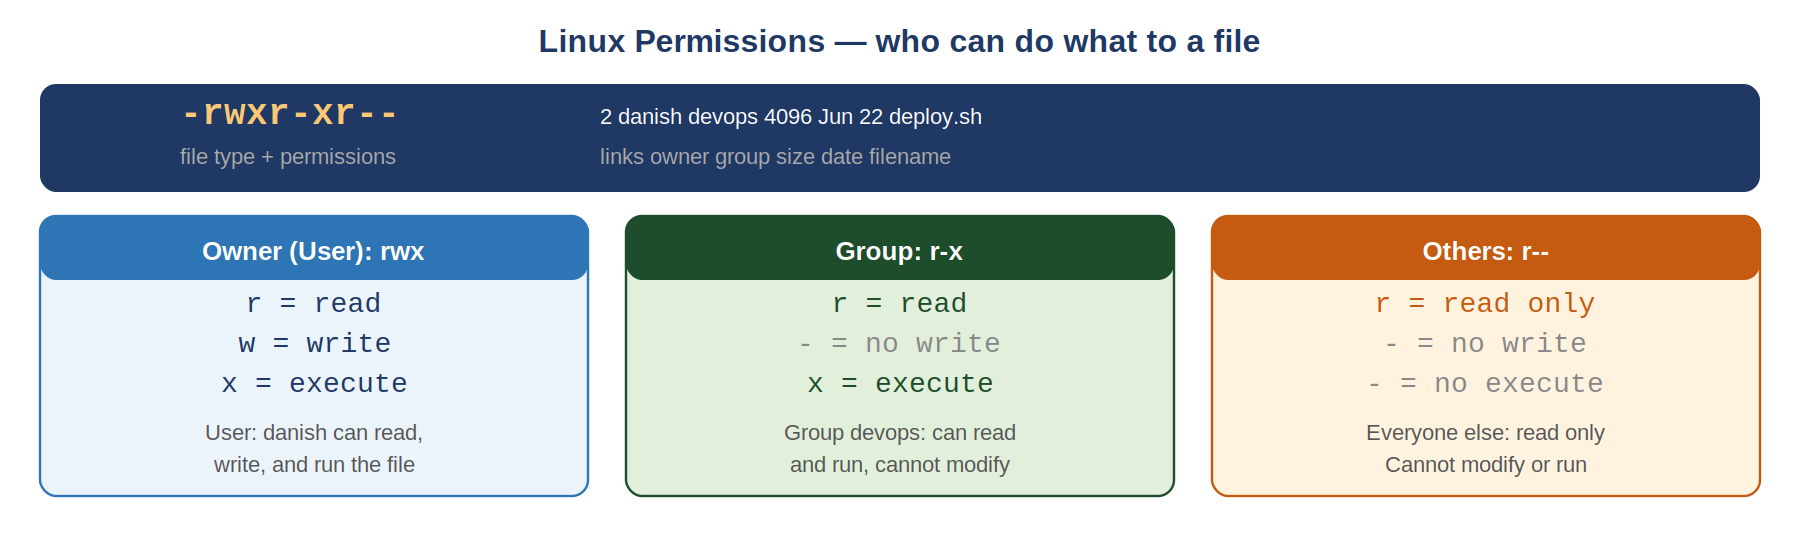 Linux Permissions — who can do what to a file
-rwxr-xr--
2 danish devops 4096 Jun 22 deploy.sh
file type + permissions
links owner group size date filename
Owner (User): rwx
r = read
w = write
x = execute
User: danish can read,
write, and run the file
Group: r-x
r = read
- = no write
x = execute
Group devops: can read
and run, cannot modify
Others: r--
r = read only
- = no write
- = no execute
Everyone else: read only
Cannot modify or run